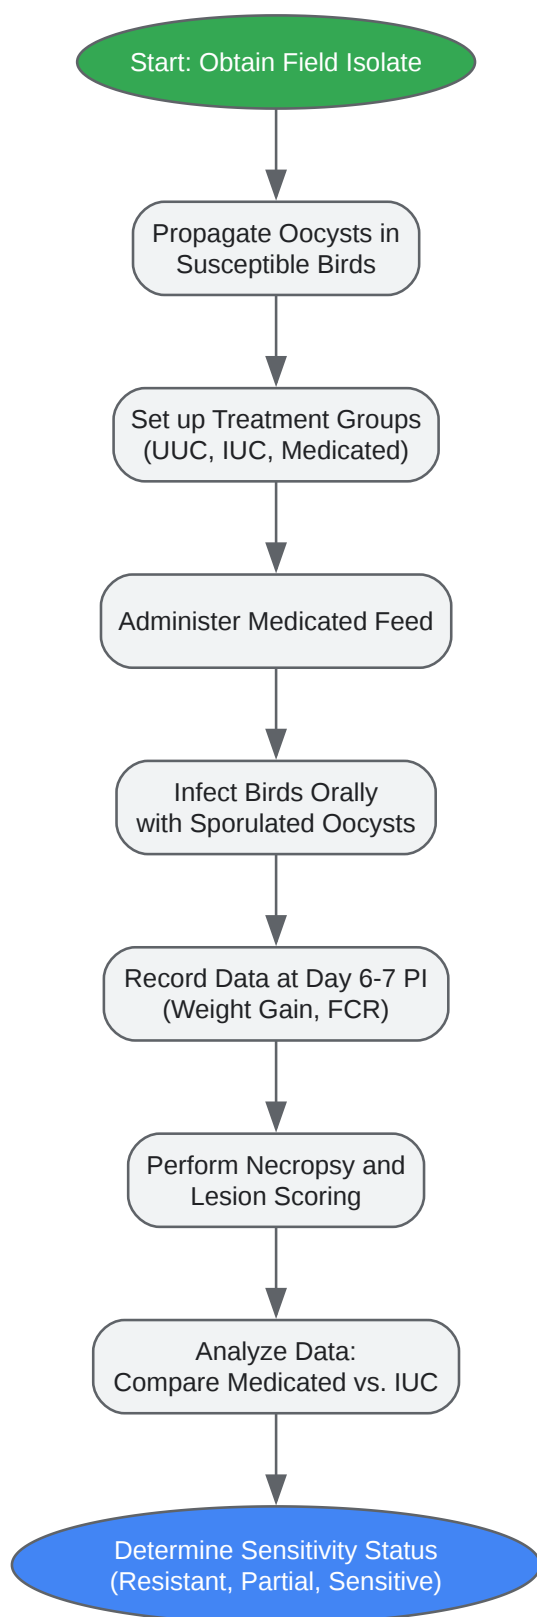 Start: Obtain Field Isolate
Propagate Oocysts in
Susceptible Birds
Set up Treatment Groups
(UUC, IUC, Medicated)
Administer Medicated Feed
Infect Birds Orally
with Sporulated Oocysts
Record Data at Day 6-7 PI
(Weight Gain, FCR)
Perform Necropsy and
Lesion Scoring
Analyze Data:
Compare Medicated vs. IUC
Determine Sensitivity Status
(Resistant, Partial, Sensitive)